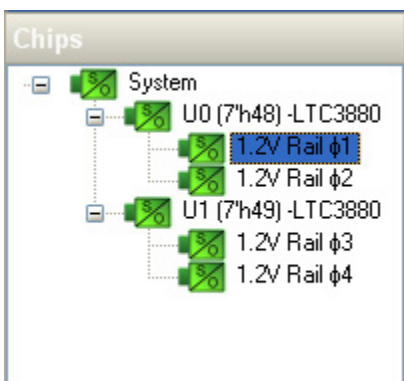 Chips
System
U0 (7'h48) -LTC3880
1.2V Rail ϕ1
1.2V Rail ϕ2
U1 (7'h49) -LTC3880
1.2V Rail ϕ3
1.2V Rail ϕ4